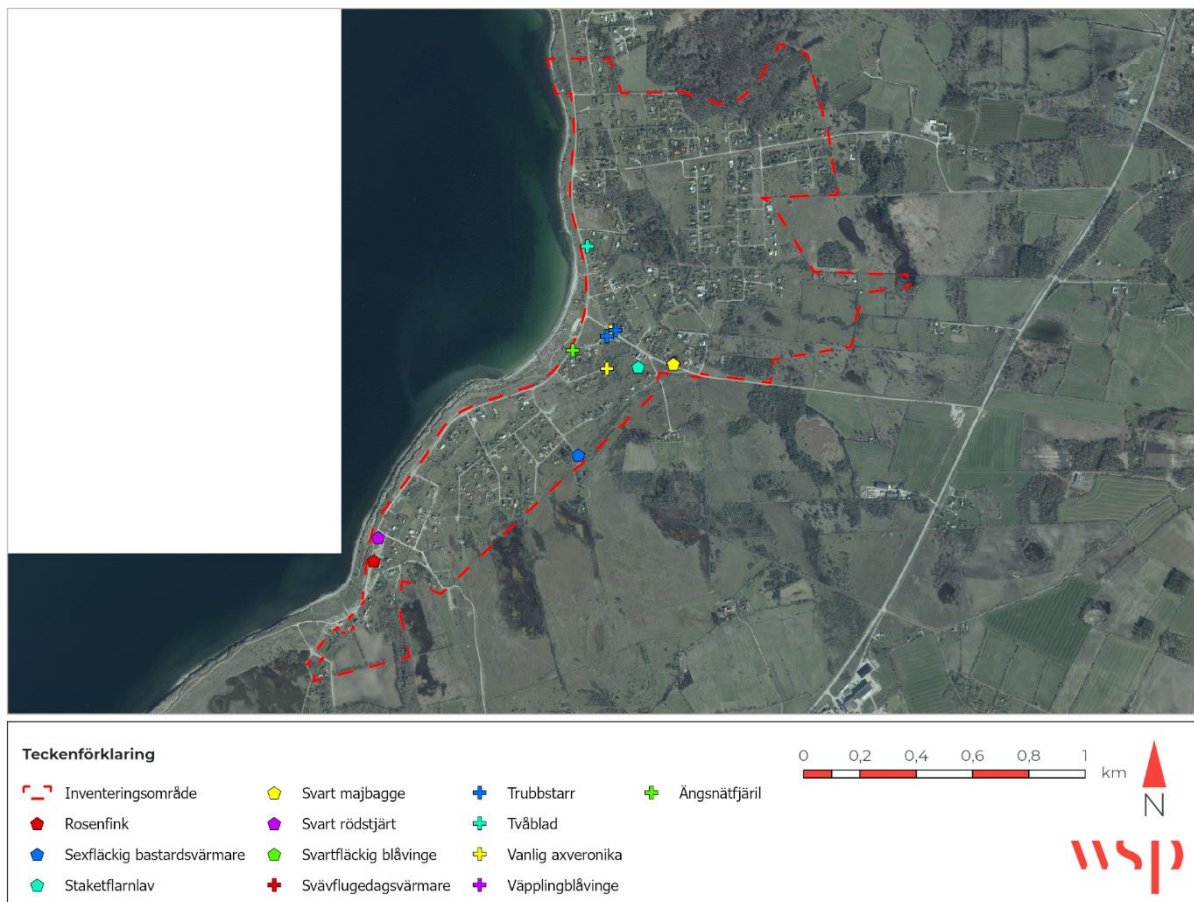 Teckenförklaring
Inventeringsområde
Rosenfink
Sexfläckig bastardsvärmare
Staketflarnlav
Svart majbagge
Svart rödstjärt
Svartfläckig blåvinge
Svävflugedagsvärmare
Trubbstarr
Tvåblad
Vanlig axveronika
Väpplingblåvinge
Ängsnätfjäril
0 0,2 0,4 0,6 0,8 1
km
N
wsp